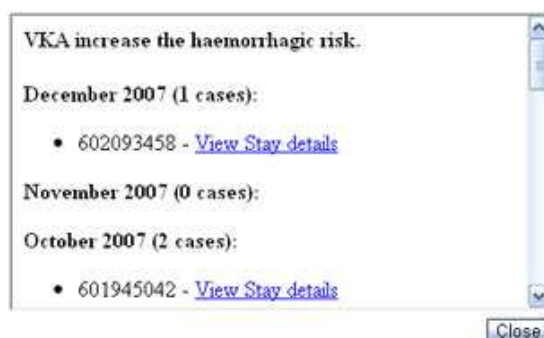 VKA increase the haemorrhagic risk.
December 2007 (1 cases):
• 602093458 - View Stay details
November 2007 (0 cases):
October 2007 (2 cases):
• 601945042 - View Stay details
Close